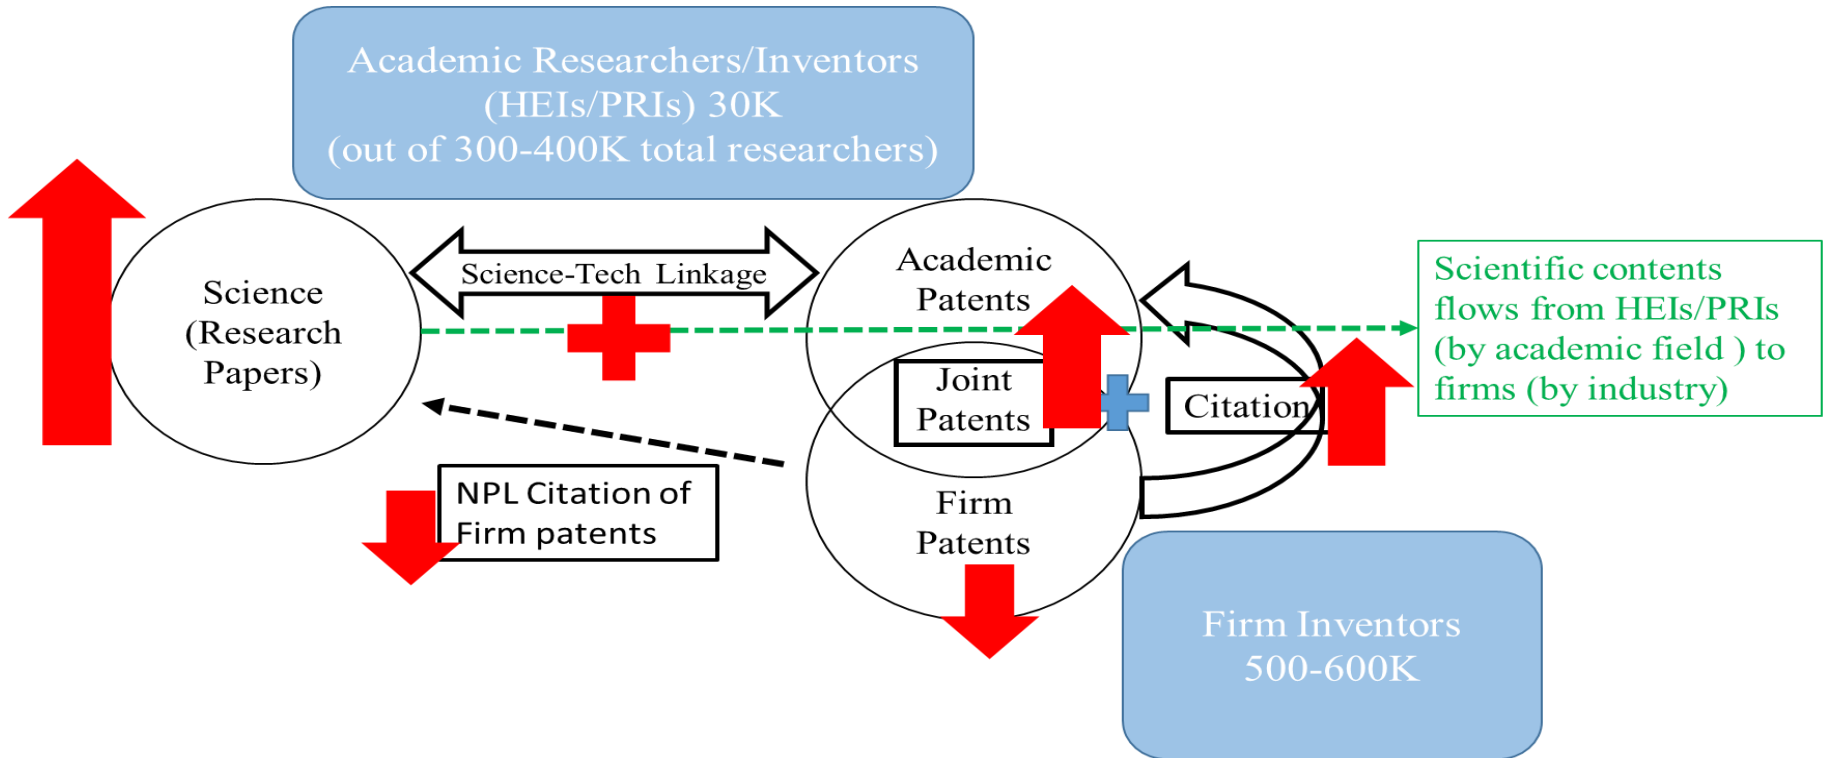 Academic Researchers/Inventors
(HEIs/PRIs) 30K
(out of 300-400K total researchers)
Science
(Research
Papers)
Science-Tech Linkage
Academic
Patents
Joint
Patents
Citation
Scientific contents
flows from HEIs/PRIs
(by academic field ) to
firms (by industry)
NPL Citation of
Firm patents
Firm
Patents
Firm Inventors
500-600K